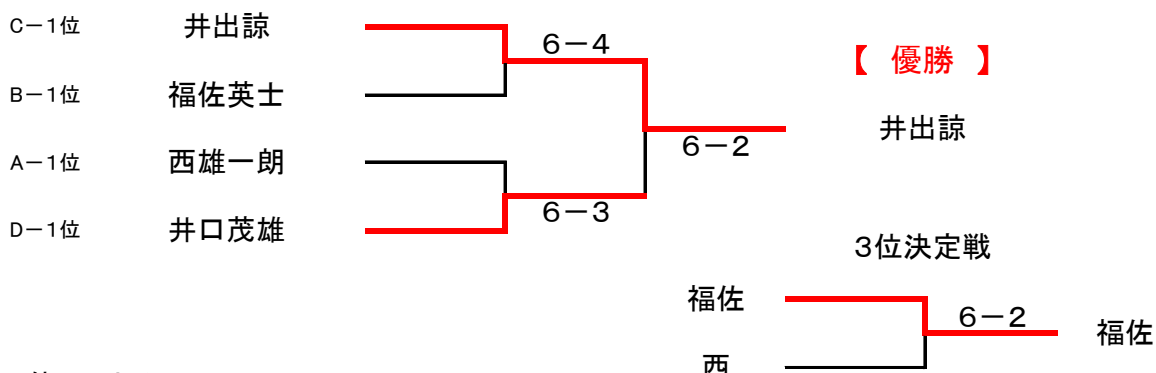 C－1位 井出諒
6－4
【 優勝 】
B－1位 福佐英士
井出諒
6－2
A－1位 西雄一朗
6－3
D－1位 井口茂雄
3位決定戦
福佐
6－2
福佐
西